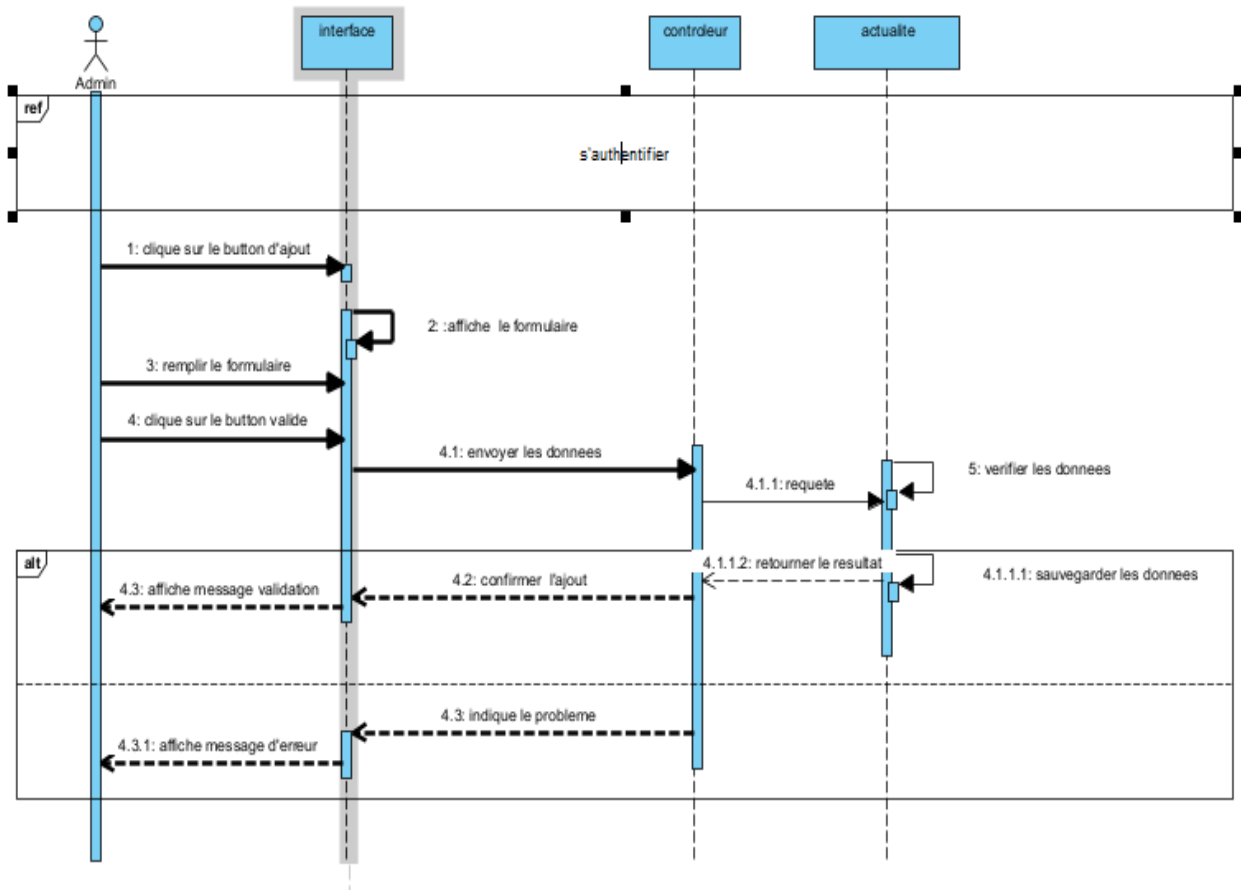 interface
controleur
actualite
Admin
ref
s'authentifier
1: clique sur le button d'ajout
2: :affiche le formulaire
3: remplir le formulaire
4: clique sur le button valide
4.1: envoyer les donnees
5: verifier les donnees
4.1.1: requete
alt
4.1.1.2: retourner le resultat
4.1.1.1: sauvegarder les donnees
4.2: confirmer l'ajout
4.3: affiche message validation
4.3: indique le probleme
4.3.1: affiche message d'erreur